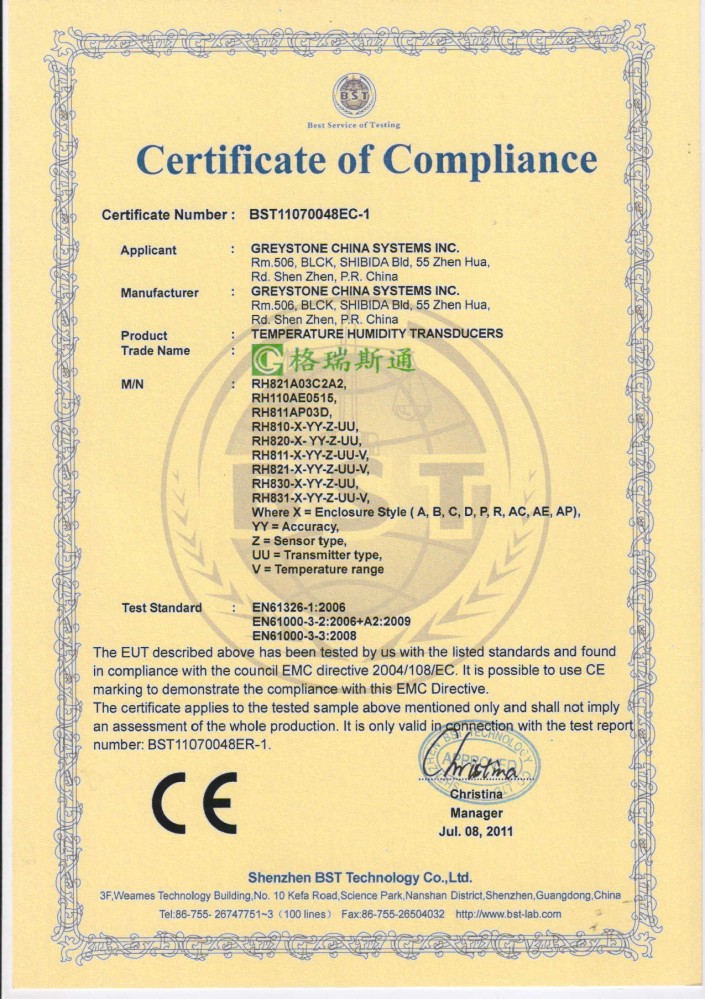 BST
Best Service of Testing
Certificate of Compliance
Certificate Number : BST11070048EC-1
Applicant : GREYSTONE CHINA SYSTEMS INC.
Rm.506, BLCK, SHIBIDA Bld, 55 Zhen Hua,
Rd. Shen Zhen, P.R. China
Manufacturer : GREYSTONE CHINA SYSTEMS INC.
Rm.506, BLCK, SHIBIDA Bld, 55 Zhen Hua,
Rd. Shen Zhen, P.R. China
Product : TEMPERATURE HUMIDITY TRANSDUCERS
Trade Name : 格瑞斯通
M/N : RH821A03C2A2,
RH110AE0515,
RH811AP03D,
RH810-X-YY-Z-UU,
RH820-X- YY-Z-UU,
RH811-X-YY-Z-UU-V,
RH821-X-YY-Z-UU-V,
RH830-X-YY-Z-UU,
RH831-X-YY-Z-UU-V,
Where X = Enclosure Style ( A, B, C, D, P, R, AC, AE, AP),
YY = Accuracy,
Z = Sensor type,
UU = Transmitter type,
V = Temperature range
BST
Test Standard : EN61326-1:2006
EN61000-3-2:2006+A2:2009
EN61000-3-3:2008
The EUT described above has been tested by us with the listed standards and found
in compliance with the council EMC directive 2004/108/EC. It is possible to use CE
marking to demonstrate the compliance with this EMC Directive.
The certificate applies to the tested sample above mentioned only and shall not imply
an assessment of the whole production. It is only valid in connection with the test report
number: BST11070048ER-1.
APPROVED
Christina
CE
Christina
Manager
Jul. 08, 2011
Shenzhen BST Technology Co.,Ltd.
3F,Weames Technology Building,No. 10 Kefa Road,Science Park,Nanshan District,Shenzhen,Guangdong,China
Tel:86-755- 26747751~3（100 lines） Fax:86-755-26504032 http://www.bst-lab.com